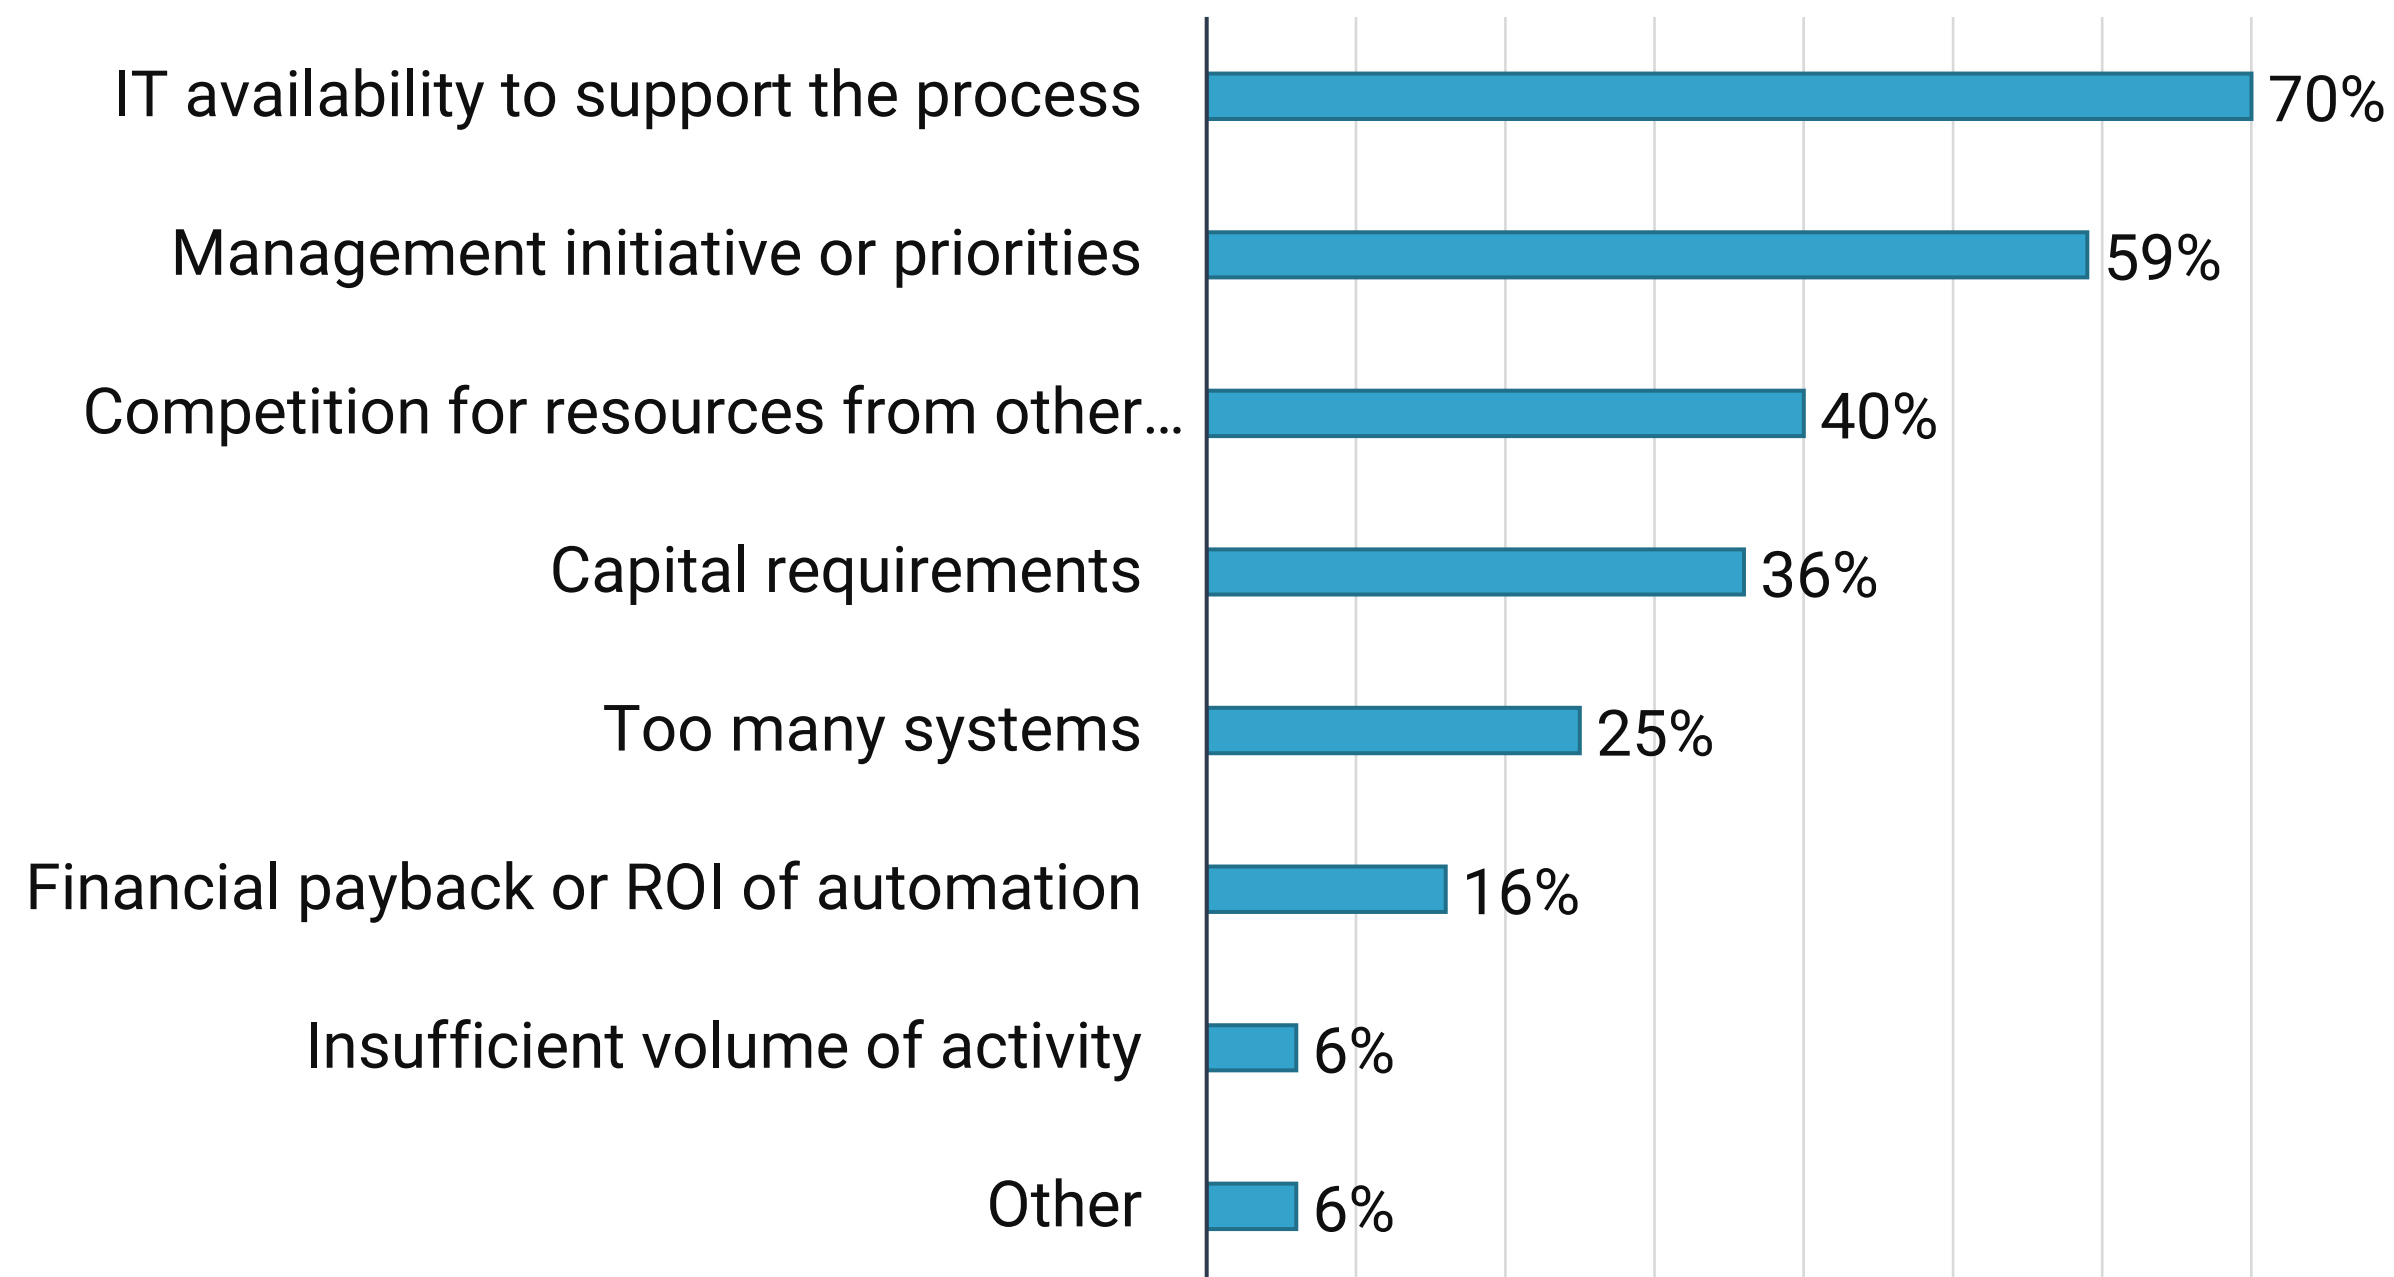 IT availability to support the process 70%
Management initiative or priorities 59%
Competition for resources from other... 40%
Capital requirements 36%
Too many systems 25%
Financial payback or ROI of automation 16%
Insufficient volume of activity 6%
Other 6%